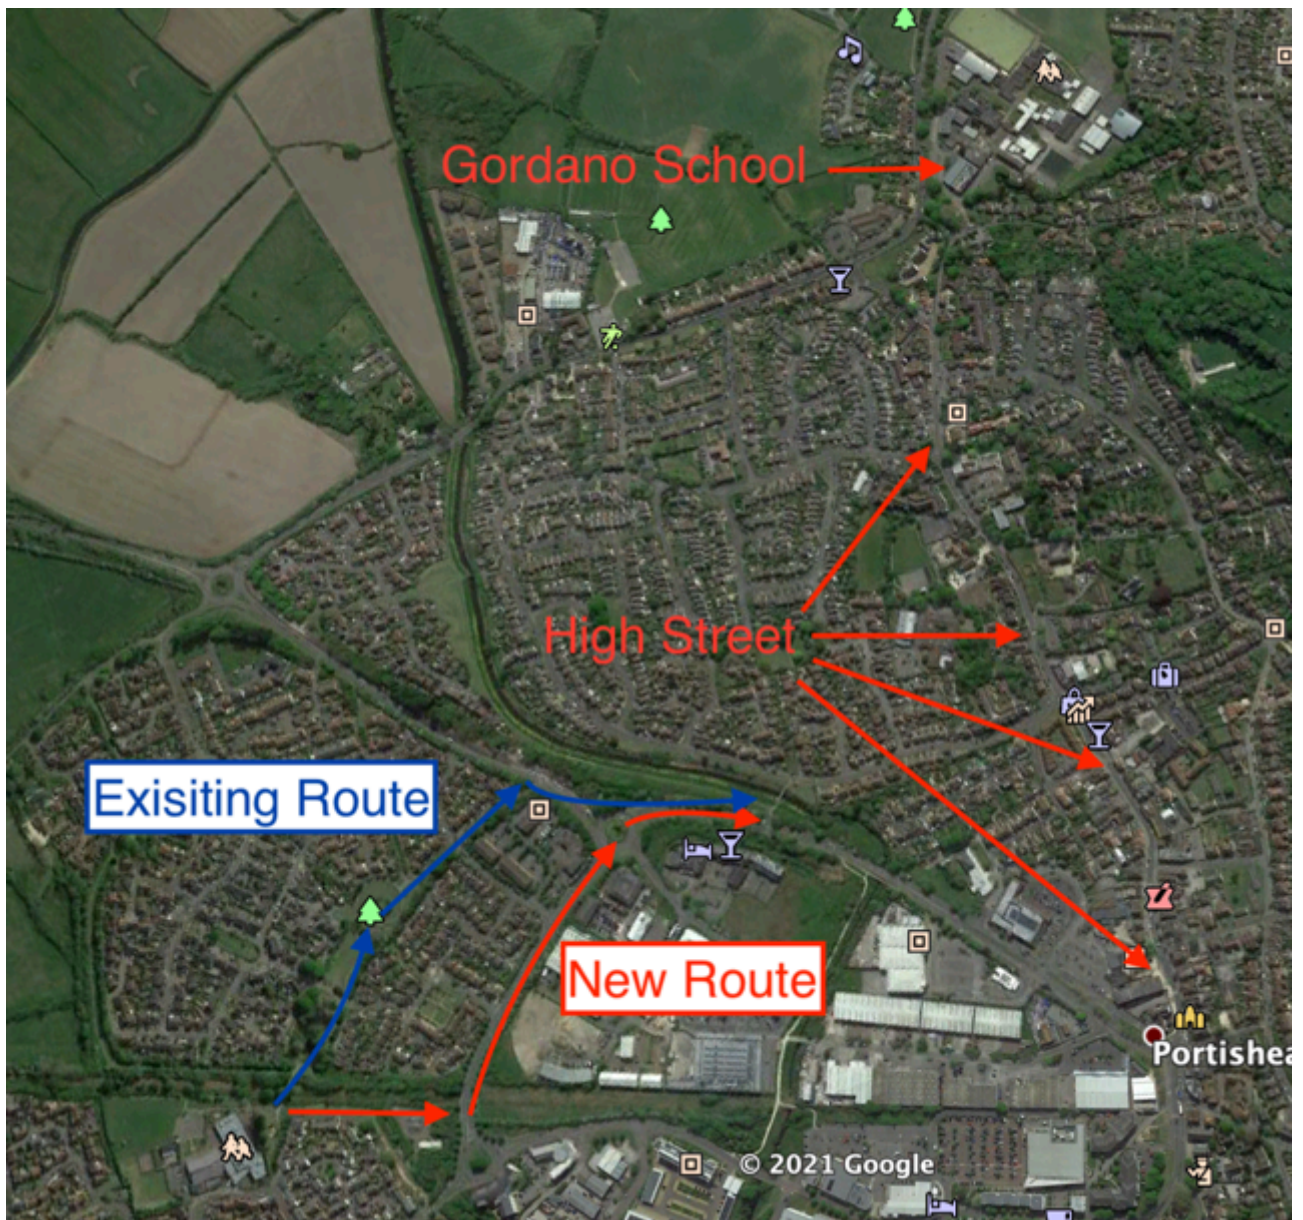 Gordano School
High Street
Exisiting Route
New Route
Portishea
© 2021 Google